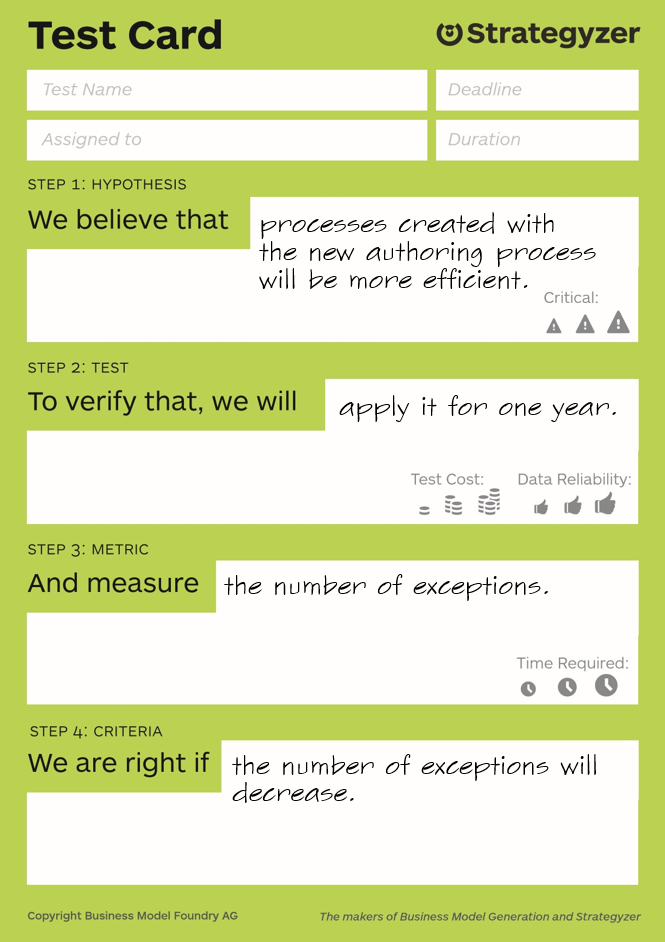 Test Card
Strategyzer
Test Name
Deadline
Assigned to
Duration
STEP 1: HYPOTHESIS
We believe that
processes created with
the new authoring process
will be more efficient.
Critical:
STEP 2: TEST
To verify that, we will
apply it for one year.
Test Cost:
Data Reliability:
STEP 3: METRIC
And measure
the number of exceptions.
Time Required:
STEP 4: CRITERIA
We are right if
the number of exceptions will
decrease.
Copyright Business Model Foundry AG
The makers of Business Model Generation and Strategyzer